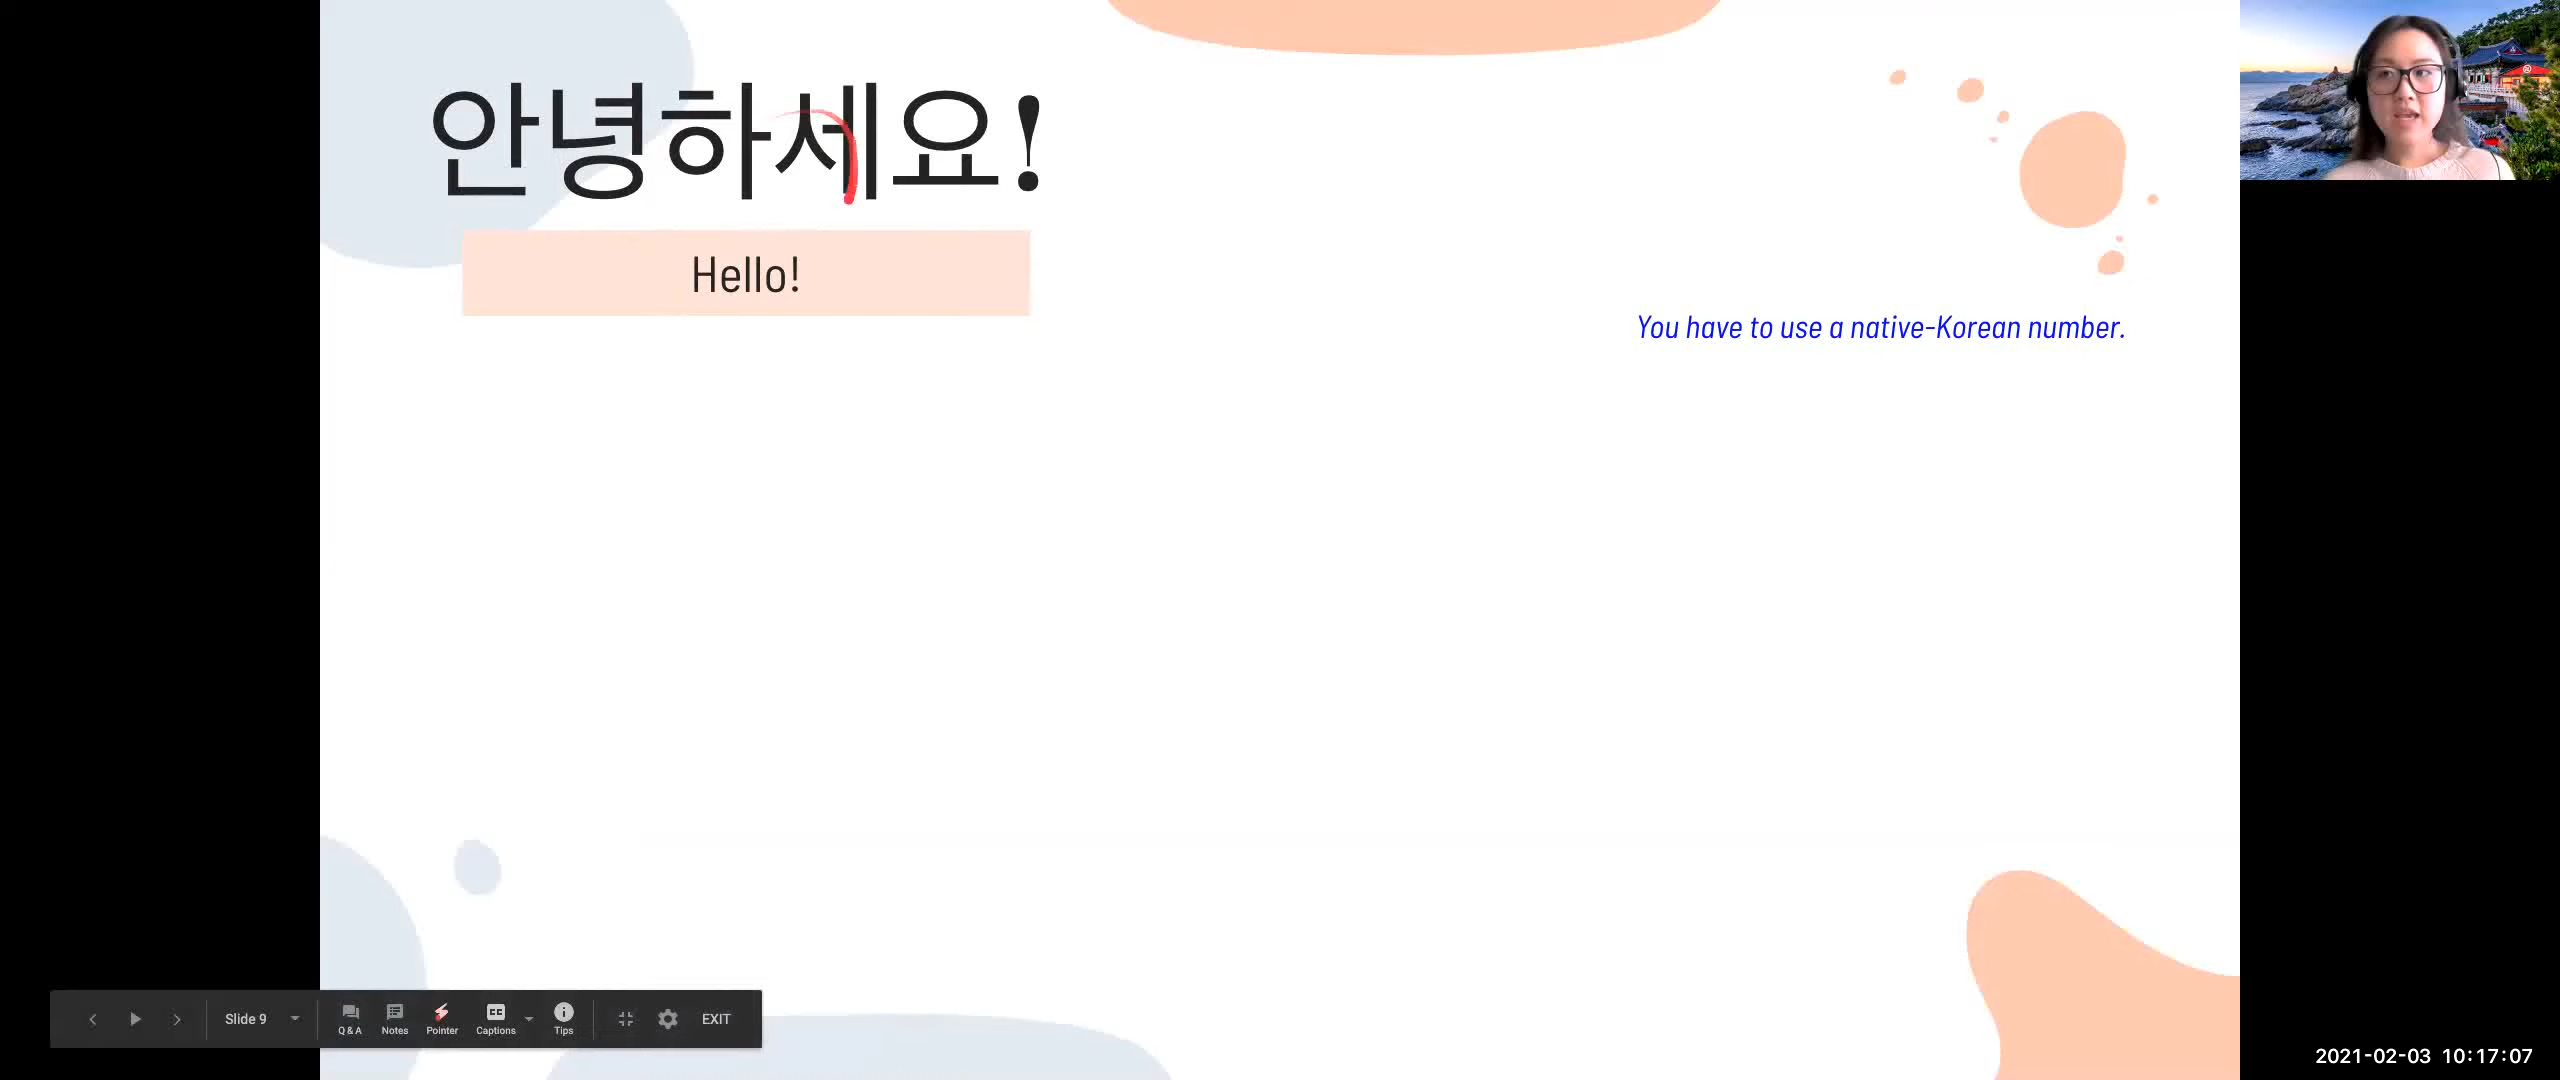 안녕하세요!
Hello!
You have to use a native-Korean number.
Slide 9
Q & A
Notes
Pointer
Captions
Tips
EXIT
2021-02-03 10:17:07